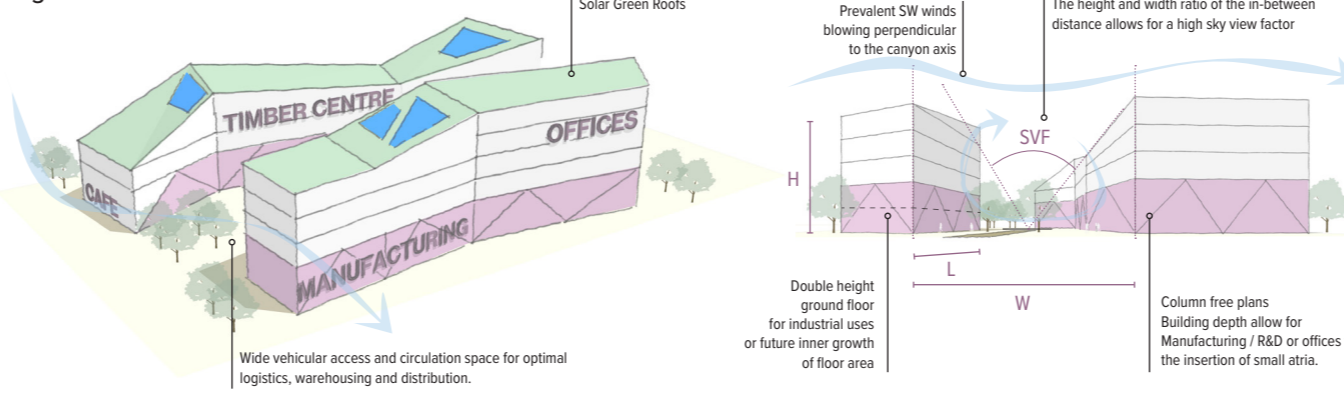 Solar Green Roofs
TIMBER CENTRE
OFFICES
CAFE
MANUFACTURING
Wide vehicular access and circulation space for optimal
logistics, warehousing and distribution.
Prevalent SW winds
blowing perpendicular
to the canyon axis
The height and width ratio of the in-between
distance allows for a high sky view factor
SVF
H
L
W
Double height
ground floor
for industrial uses
or future inner growth
of floor area
Column free plans
Building depth allow for
Manufacturing / R&D or offices
the insertion of small atria.